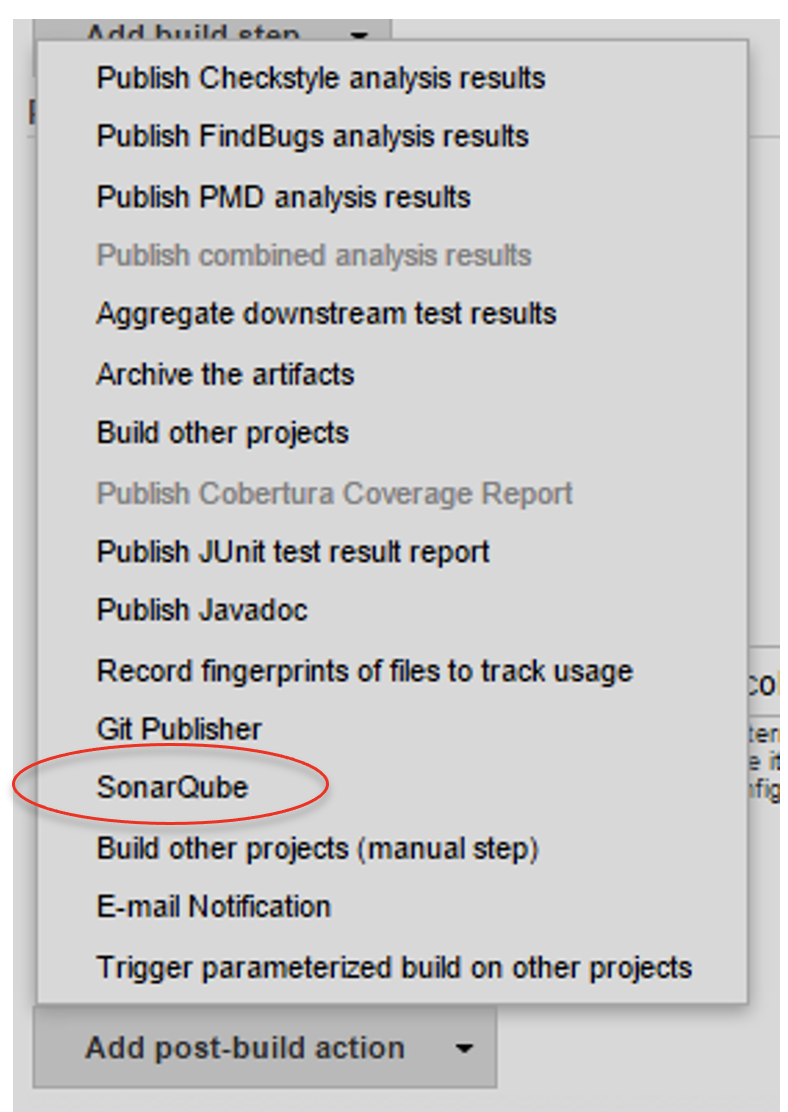 Add build step
Publish Checkstyle analysis results
Publish FindBugs analysis results
Publish PMD analysis results
Publish combined analysis results
Aggregate downstream test results
Archive the artifacts
Build other projects
Publish Cobertura Coverage Report
Publish JUnit test result report
Publish Javadoc
Record fingerprints of files to track usage
Git Publisher
SonarQube
Build other projects (manual step)
E-mail Notification
Trigger parameterized build on other projects
Add post-build action